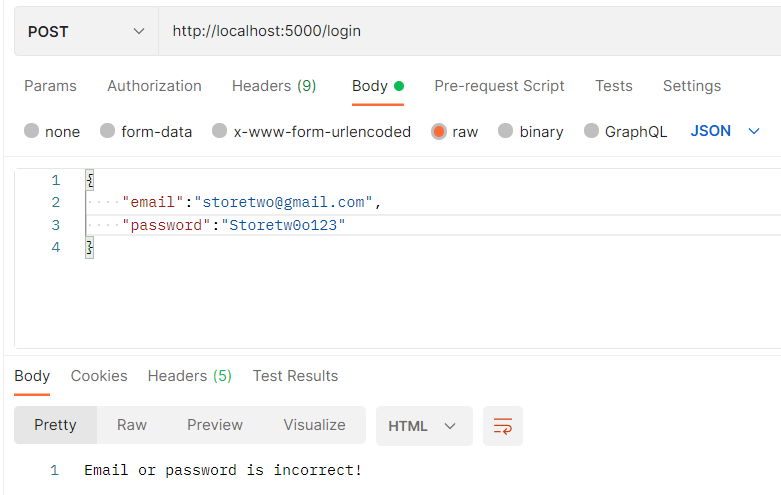 POST http://localhost:5000/login
Params Authorization Headers (9) Body Pre-request Script Tests Settings
none form-data x-www-form-urlencoded raw binary GraphQL JSON
1 {
2 "email":"storetwo@gmail.com",
3 "password":"Storetw0o123"
4 }
Body Cookies Headers (5) Test Results
Pretty Raw Preview Visualize HTML
1 Email or password is incorrect!